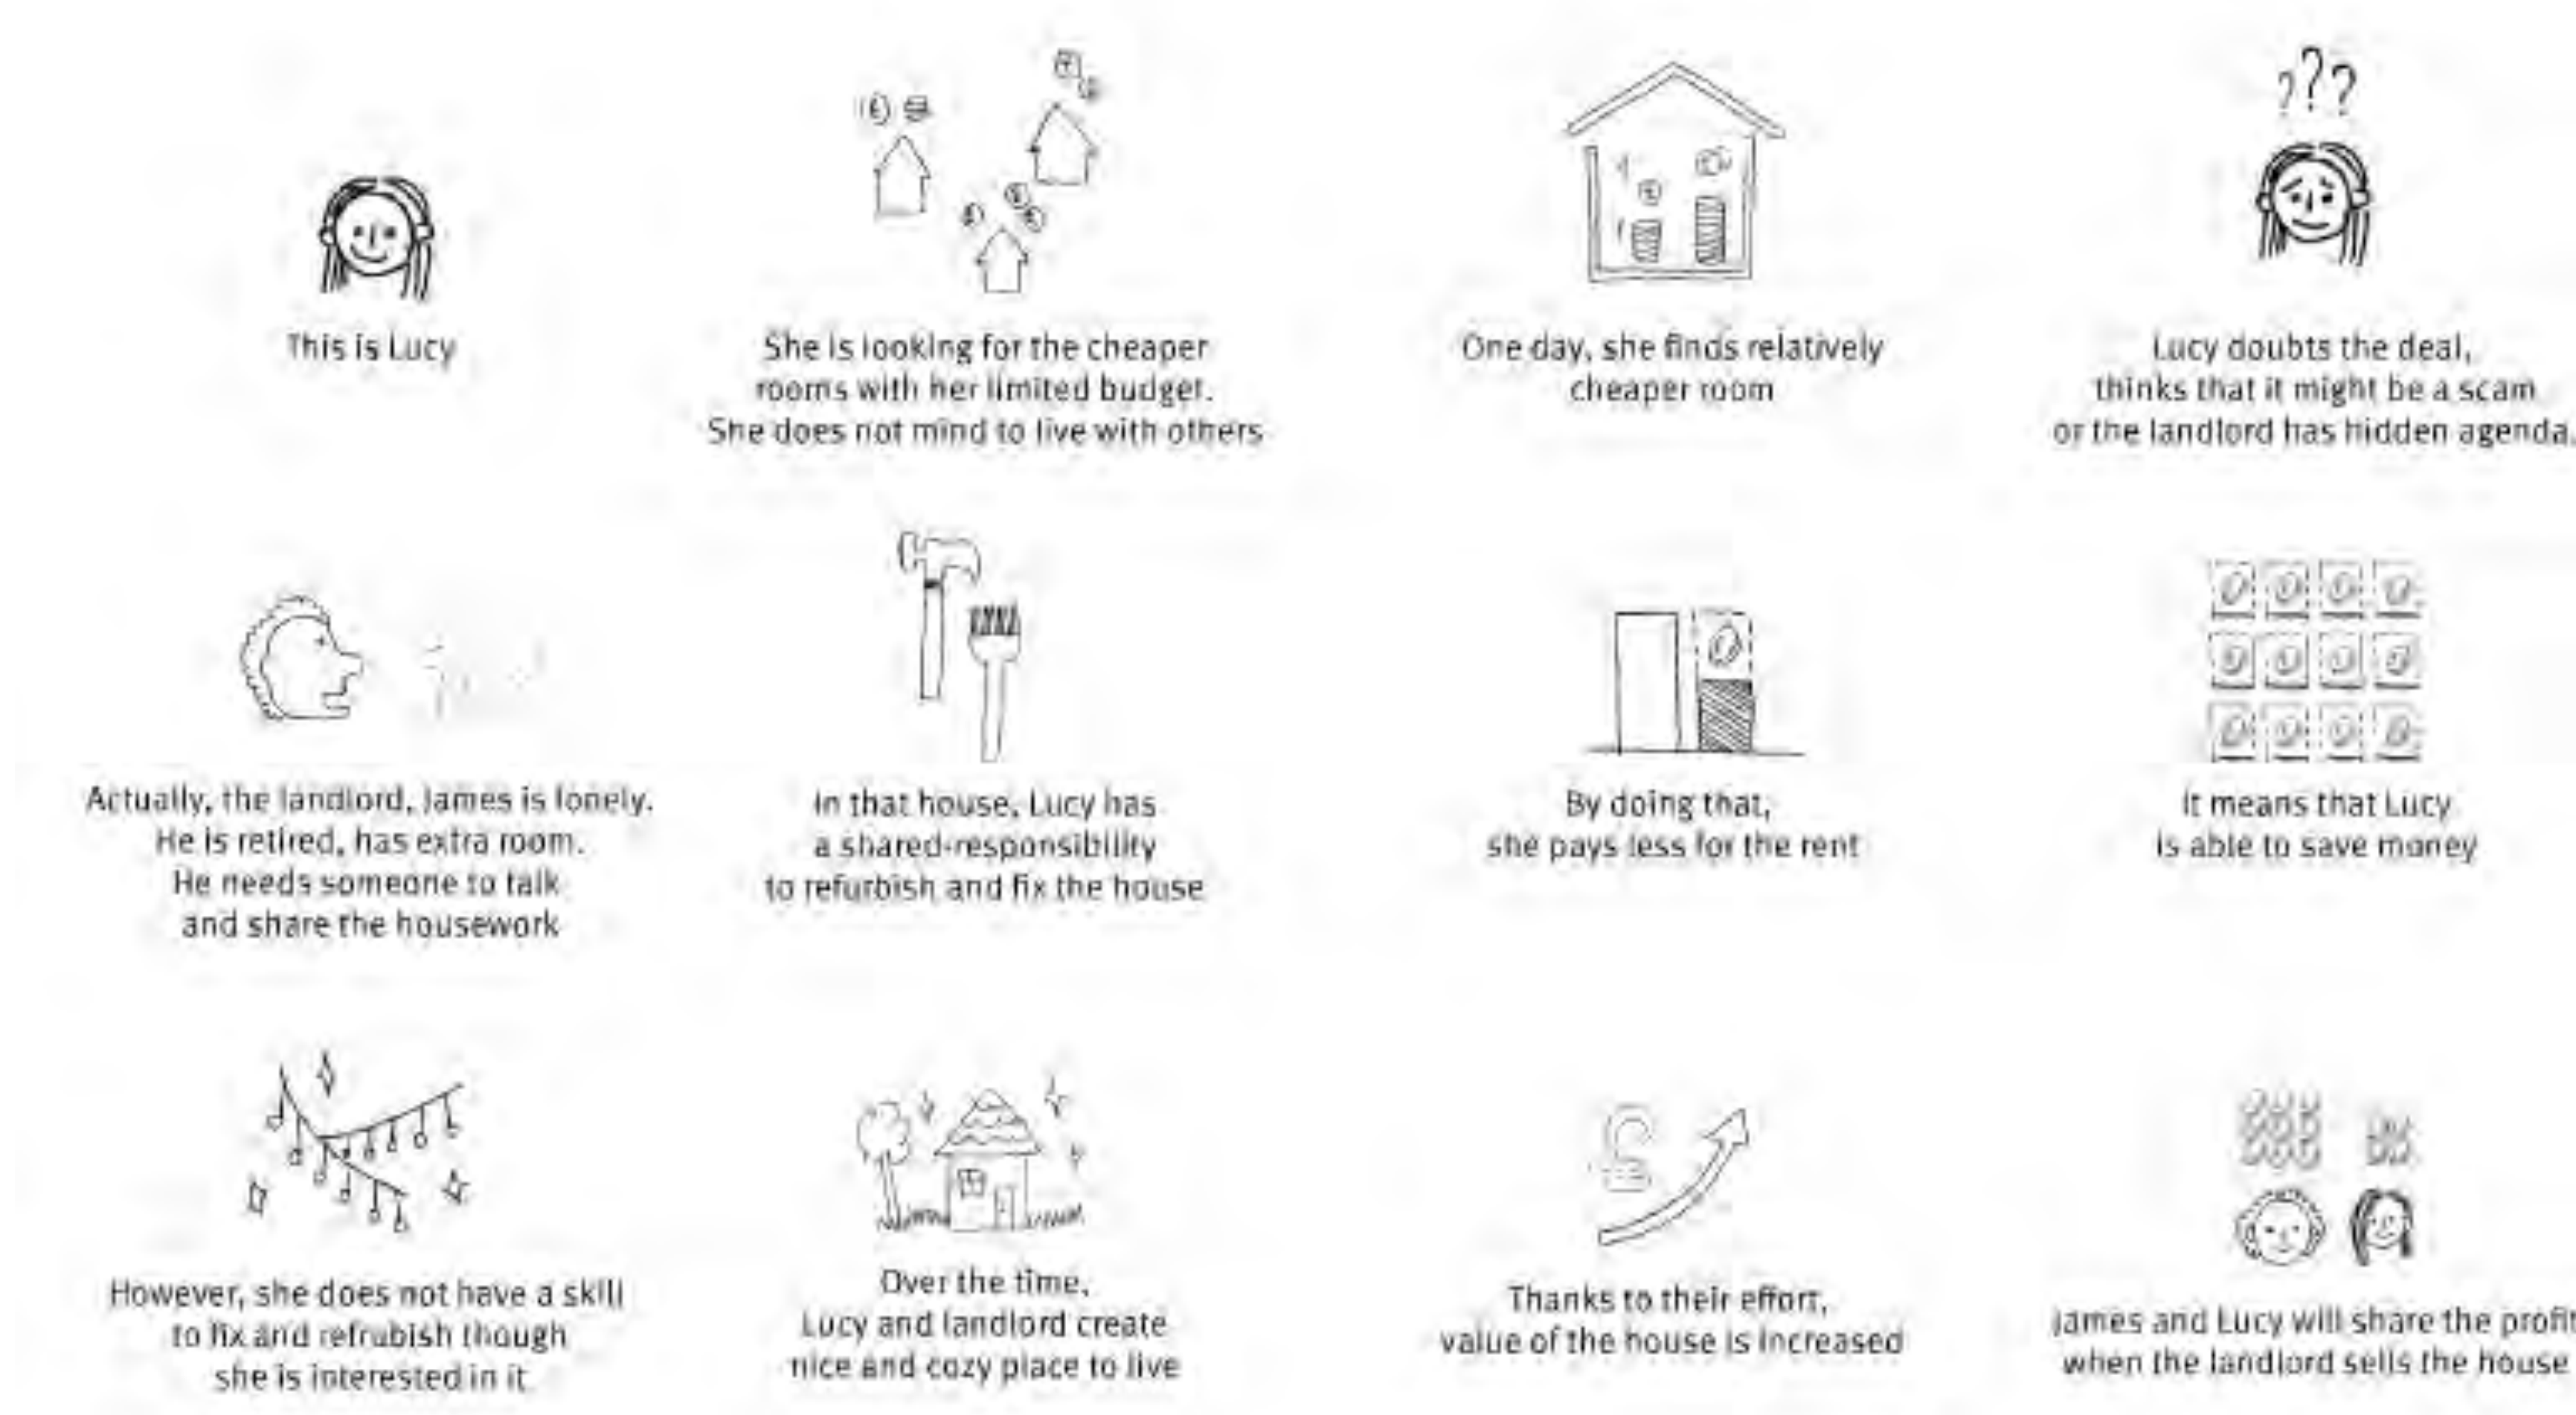 ???
This is Lucy
She is looking for the cheaper
rooms with her limited budget.
She does not mind to live with others
One day, she finds relatively
cheaper room
Lucy doubts the deal,
thinks that it might be a scam
or the landlord has hidden agenda.
Actually, the landlord, James is lonely.
He is retired, has extra room.
He needs someone to talk
and share the housework
In that house, Lucy has
a shared-responsibility
to refurbish and fix the house
By doing that,
she pays less for the rent
It means that Lucy
is able to save money
However, she does not have a skill
to fix and refrubish though
she is interested in it
Over the time,
Lucy and landlord create
nice and cozy place to live
Thanks to their effort,
value of the house is increased
James and Lucy will share the profit
when the landlord sells the house